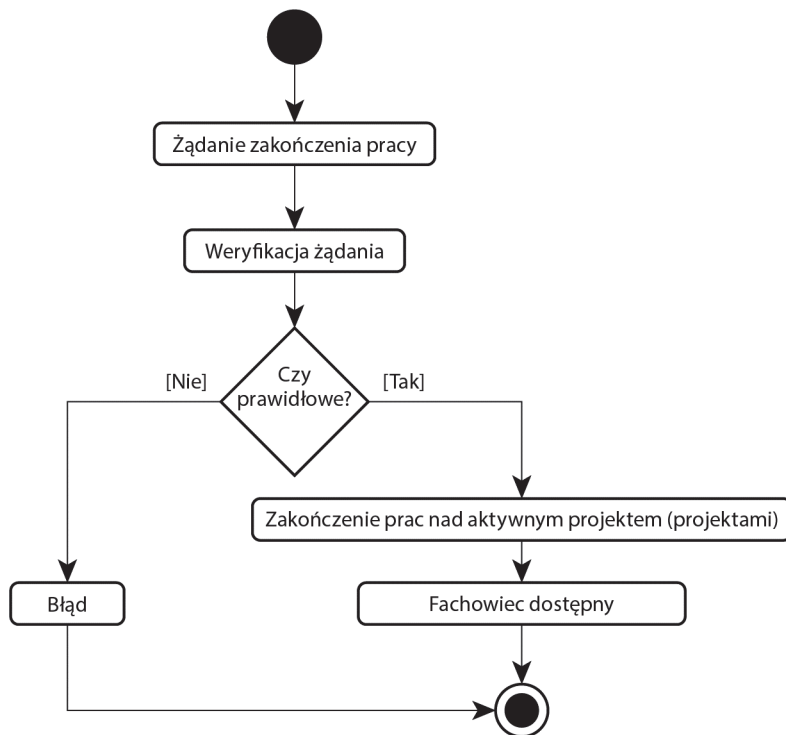 Żądanie zakończenia pracy
Weryfikacja żądania
[Nie]
Czy
prawidłowe?
[Tak]
Zakończenie prac nad aktywnym projektem (projektami)
Błąd
Fachowiec dostępny